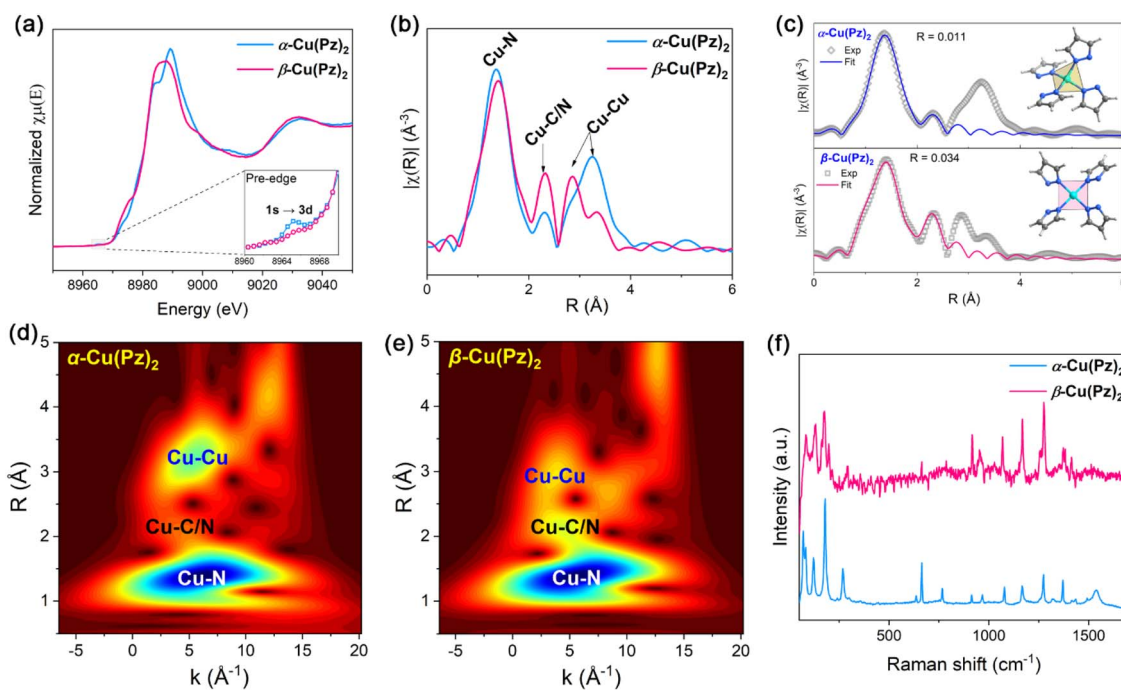 (a)
α-Cu(Pz)2
β-Cu(Pz)2
Normalized χμ(E)
Pre-edge
1s → 3d
8960 8964 8968
8960 8980 9000 9020 9040
Energy (eV)
(b)
α-Cu(Pz)2
β-Cu(Pz)2
Cu-N
Cu-C/N
Cu-Cu
|χ(R)| (Å-3)
0 2 4 6
R (Å)
(c)
α-Cu(Pz)2
R = 0.011
Exp
Fit
|χ(R)| (Å-3)
β-Cu(Pz)2
R = 0.034
Exp
Fit
|χ(R)| (Å-3)
0 2 4
R (Å)
(d)
α-Cu(Pz)2
Cu-Cu
Cu-C/N
Cu-N
R (Å)
5
4
3
2
1
-5 0 5 10 15 20
k (Å-1)
(e)
β-Cu(Pz)2
Cu-Cu
Cu-C/N
Cu-N
R (Å)
5
4
3
2
1
-5 0 5 10 15 20
k (Å-1)
(f)
α-Cu(Pz)2
β-Cu(Pz)2
Intensity (a.u.)
500 1000 1500
Raman shift (cm-1)